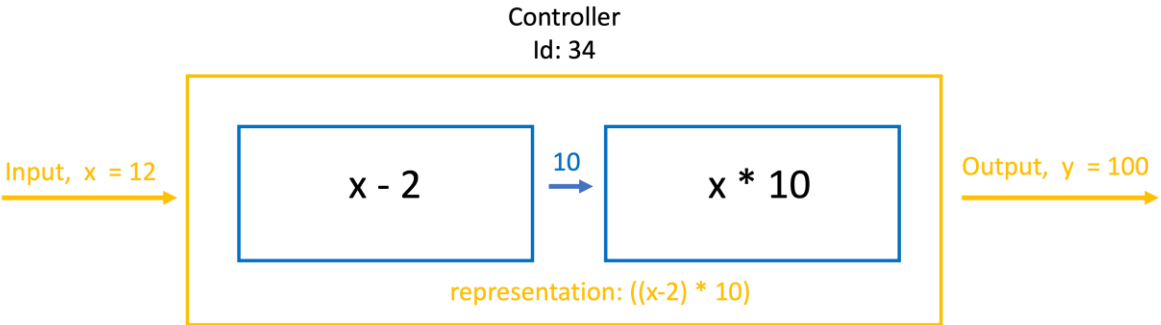 Controller
Id: 34
Input, x = 12
x - 2
10
x * 10
Output, y = 100
representation: ((x-2) * 10)